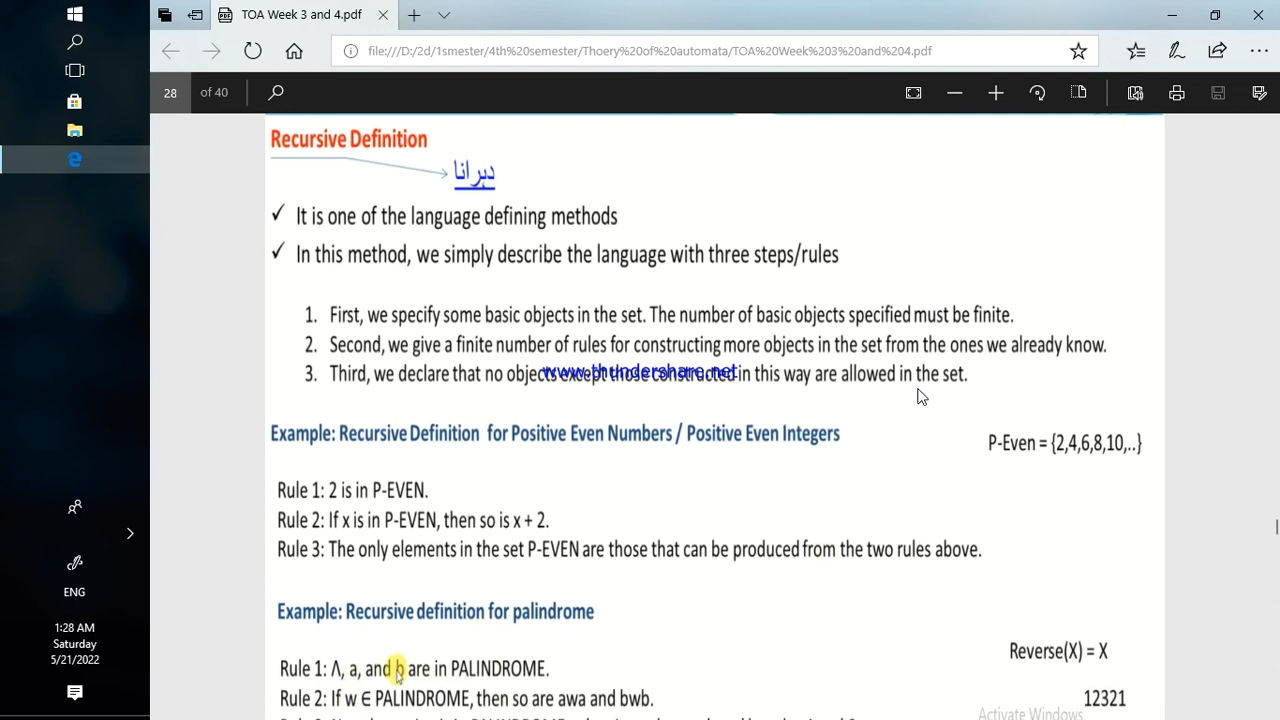 TOA Week 3 and 4.pdf
file:///D:/2d/1smester/4th%20semester/Thoery%20of%20automata/TOA%20Week%203%20and%204.pdf
28 of 40
Recursive Definition
دہرانا
✓ It is one of the language defining methods
✓ In this method, we simply describe the language with three steps/rules
1. First, we specify some basic objects in the set. The number of basic objects specified must be finite.
2. Second, we give a finite number of rules for constructing more objects in the set from the ones we already know.
www.thundershare.net
3. Third, we declare that no objects except those constructed in this way are allowed in the set.
Example: Recursive Definition for Positive Even Numbers / Positive Even Integers
P-Even = {2,4,6,8,10,..}
Rule 1: 2 is in P-EVEN.
Rule 2: If x is in P-EVEN, then so is x + 2.
Rule 3: The only elements in the set P-EVEN are those that can be produced from the two rules above.
Example: Recursive definition for palindrome
Reverse(X) = X
Rule 1: Λ, a, and b are in PALINDROME.
Rule 2: If w ∈ PALINDROME, then so are awa and bwb.
12321
Activate Windows
ENG
1:28 AM
Saturday
5/21/2022